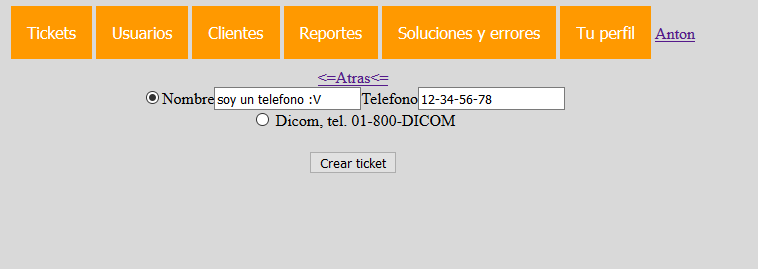 Tickets Usuarios Clientes Reportes Soluciones y errores Tu perfil Anton
<=Atras<=
Nombre soy un telefono :V Telefono 12-34-56-78
Dicom, tel. 01-800-DICOM
Crear ticket